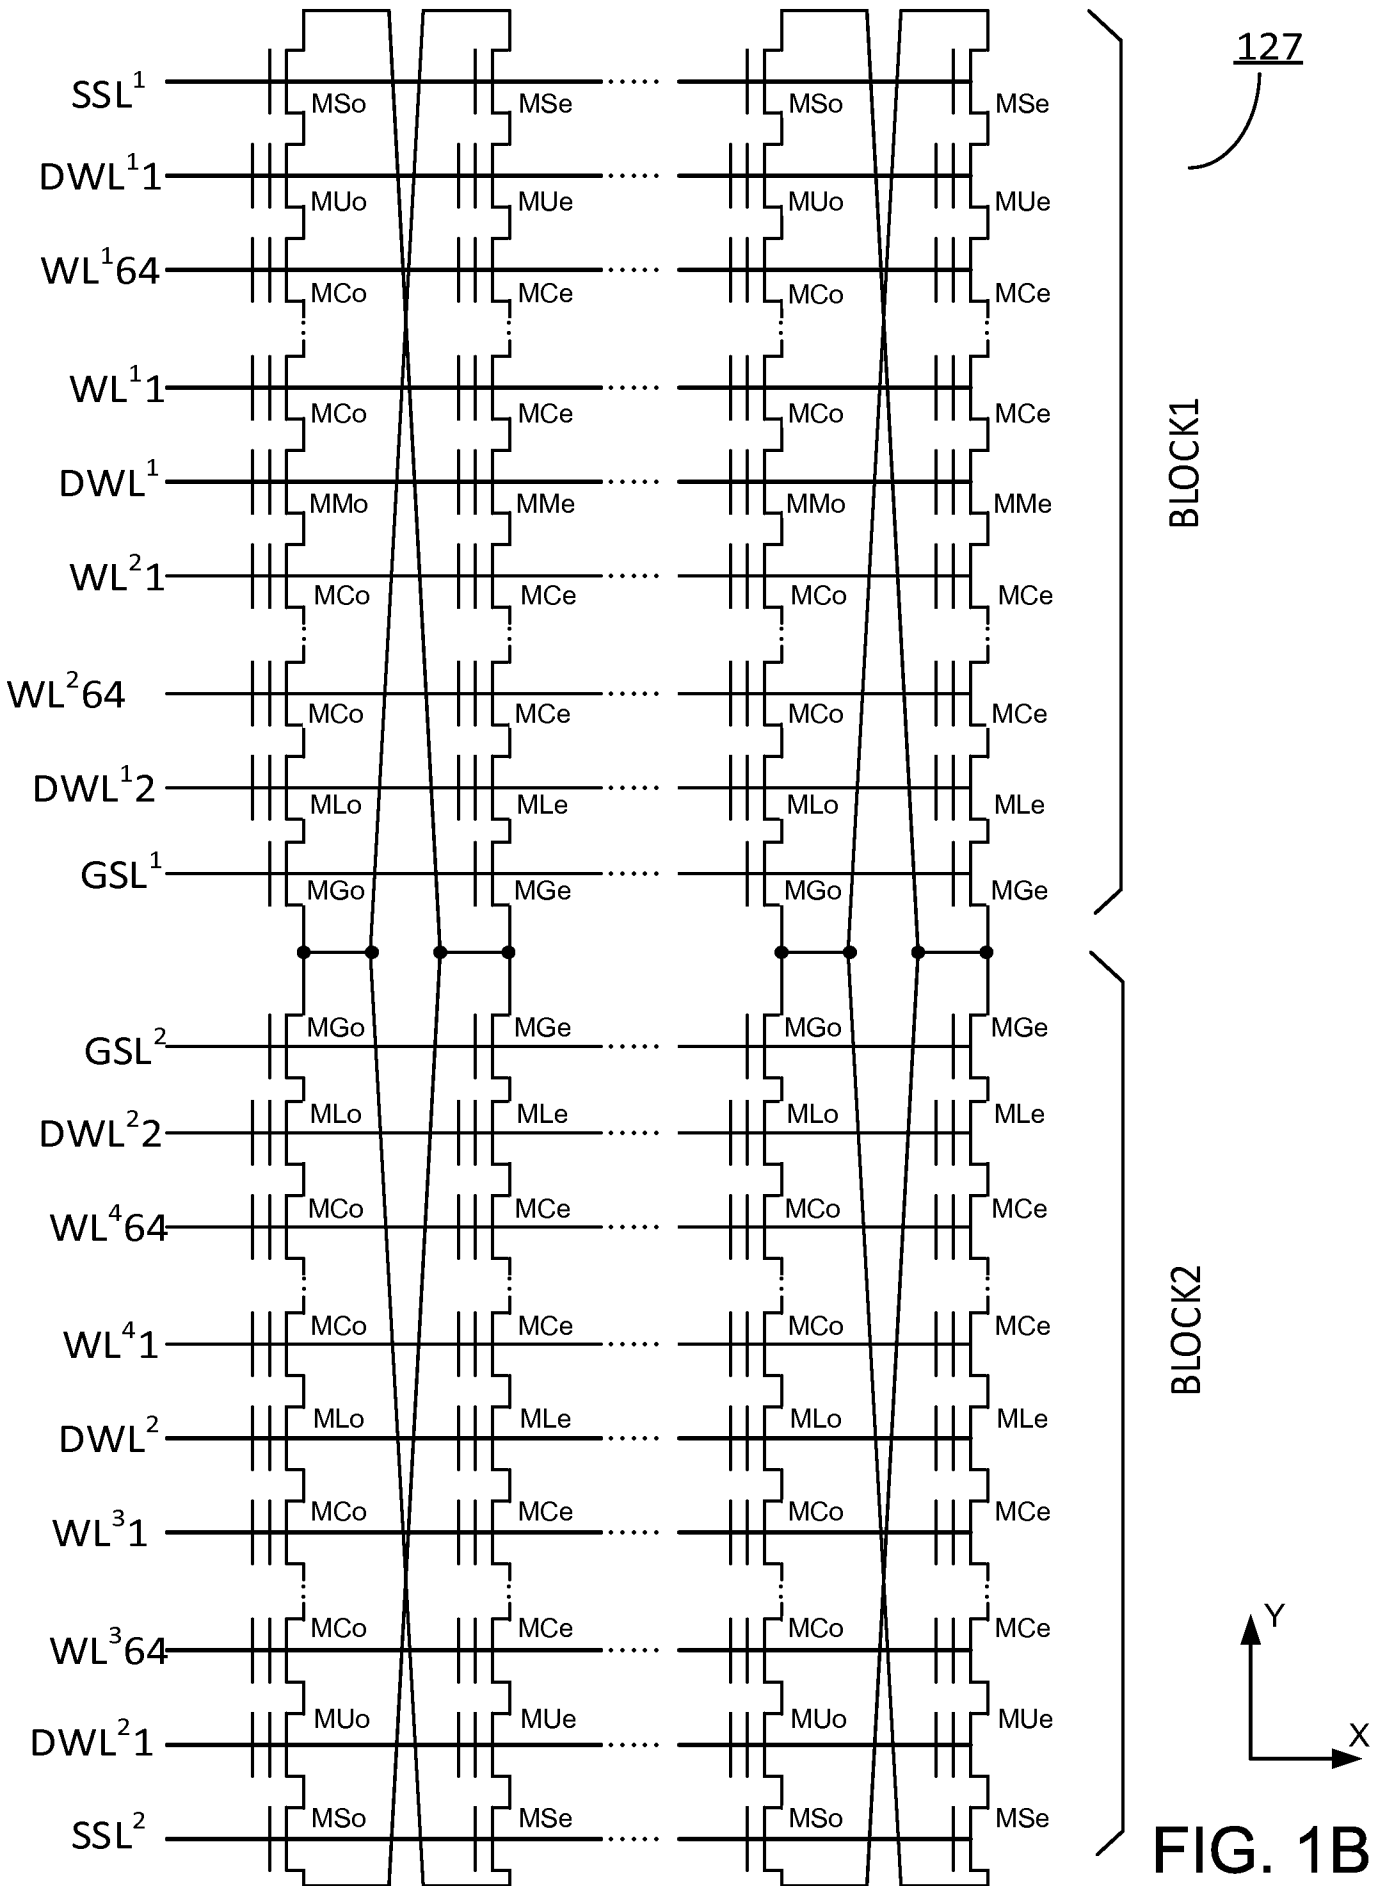 127
SSL¹ MSo MSe MSo MSe
DWL¹1 MUo MUe MUo MUe
WL¹64 MCo MCe MCo MCe
WL¹1 MCo MCe MCo MCe
DWL¹ MMo MMe MMo MMe
WL²1 MCo MCe MCo MCe
WL²64 MCo MCe MCo MCe
DWL¹2 MLo MLe MLo MLe
GSL¹ MGo MGe MGo MGe
BLOCK1
GSL² MGo MGe MGo MGe
DWL²2 MLo MLe MLo MLe
WL⁴64 MCo MCe MCo MCe
WL⁴1 MCo MCe MCo MCe
DWL² MLo MLe MLo MLe
WL³1 MCo MCe MCo MCe
WL³64 MCo MCe MCo MCe
DWL²1 MUo MUe MUo MUe
SSL² MSo MSe MSo MSe
BLOCK2
Y
X
FIG. 1B